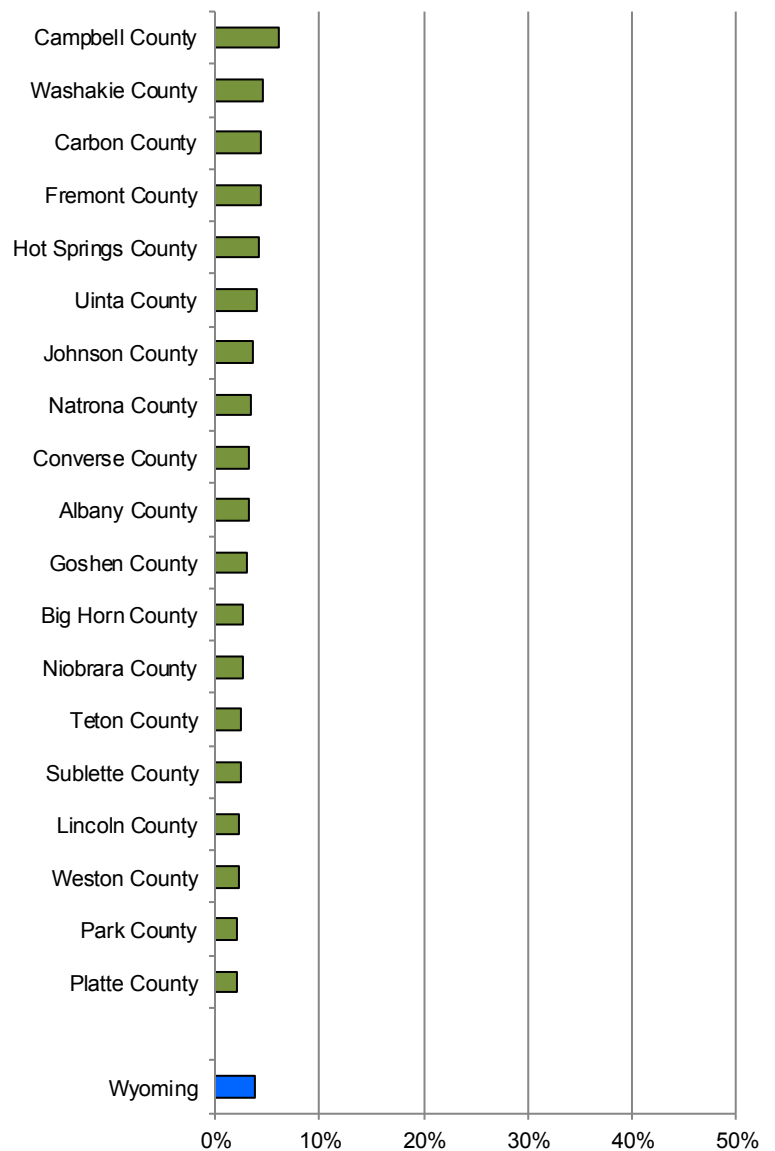 Campbell County
Washakie County
Carbon County
Fremont County
Hot Springs County
Uinta County
Johnson County
Natrona County
Converse County
Albany County
Goshen County
Big Horn County
Niobrara County
Teton County
Sublette County
Lincoln County
Weston County
Park County
Platte County
Wyoming
0% 10% 20% 30% 40% 50%